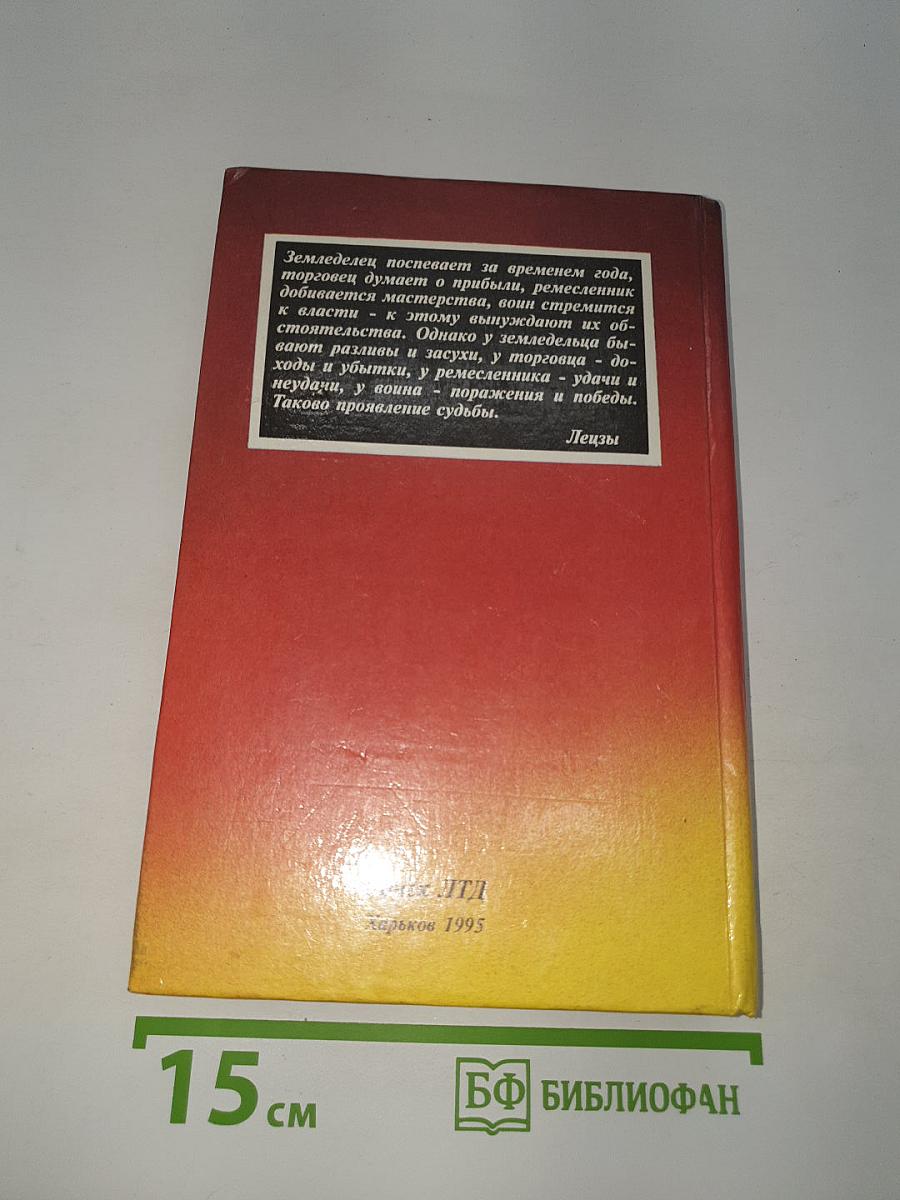 Земледелец поспевает за временем года,
торговец думает о прибыли, ремесленник
добивается мастерства, воин стремится
к власти - к этому вынуждают их об-
стоятельства. Однако у земледельца бы-
вают разливы и засухи, у торговца - до-
ходы и убытки, у ремесленника - удачи и
неудачи, у воина - поражения и победы.
Таково проявление судьбы.
Лецзы
ЛТД
Харьков 1995
15 см
БФ БИБЛИОФАН